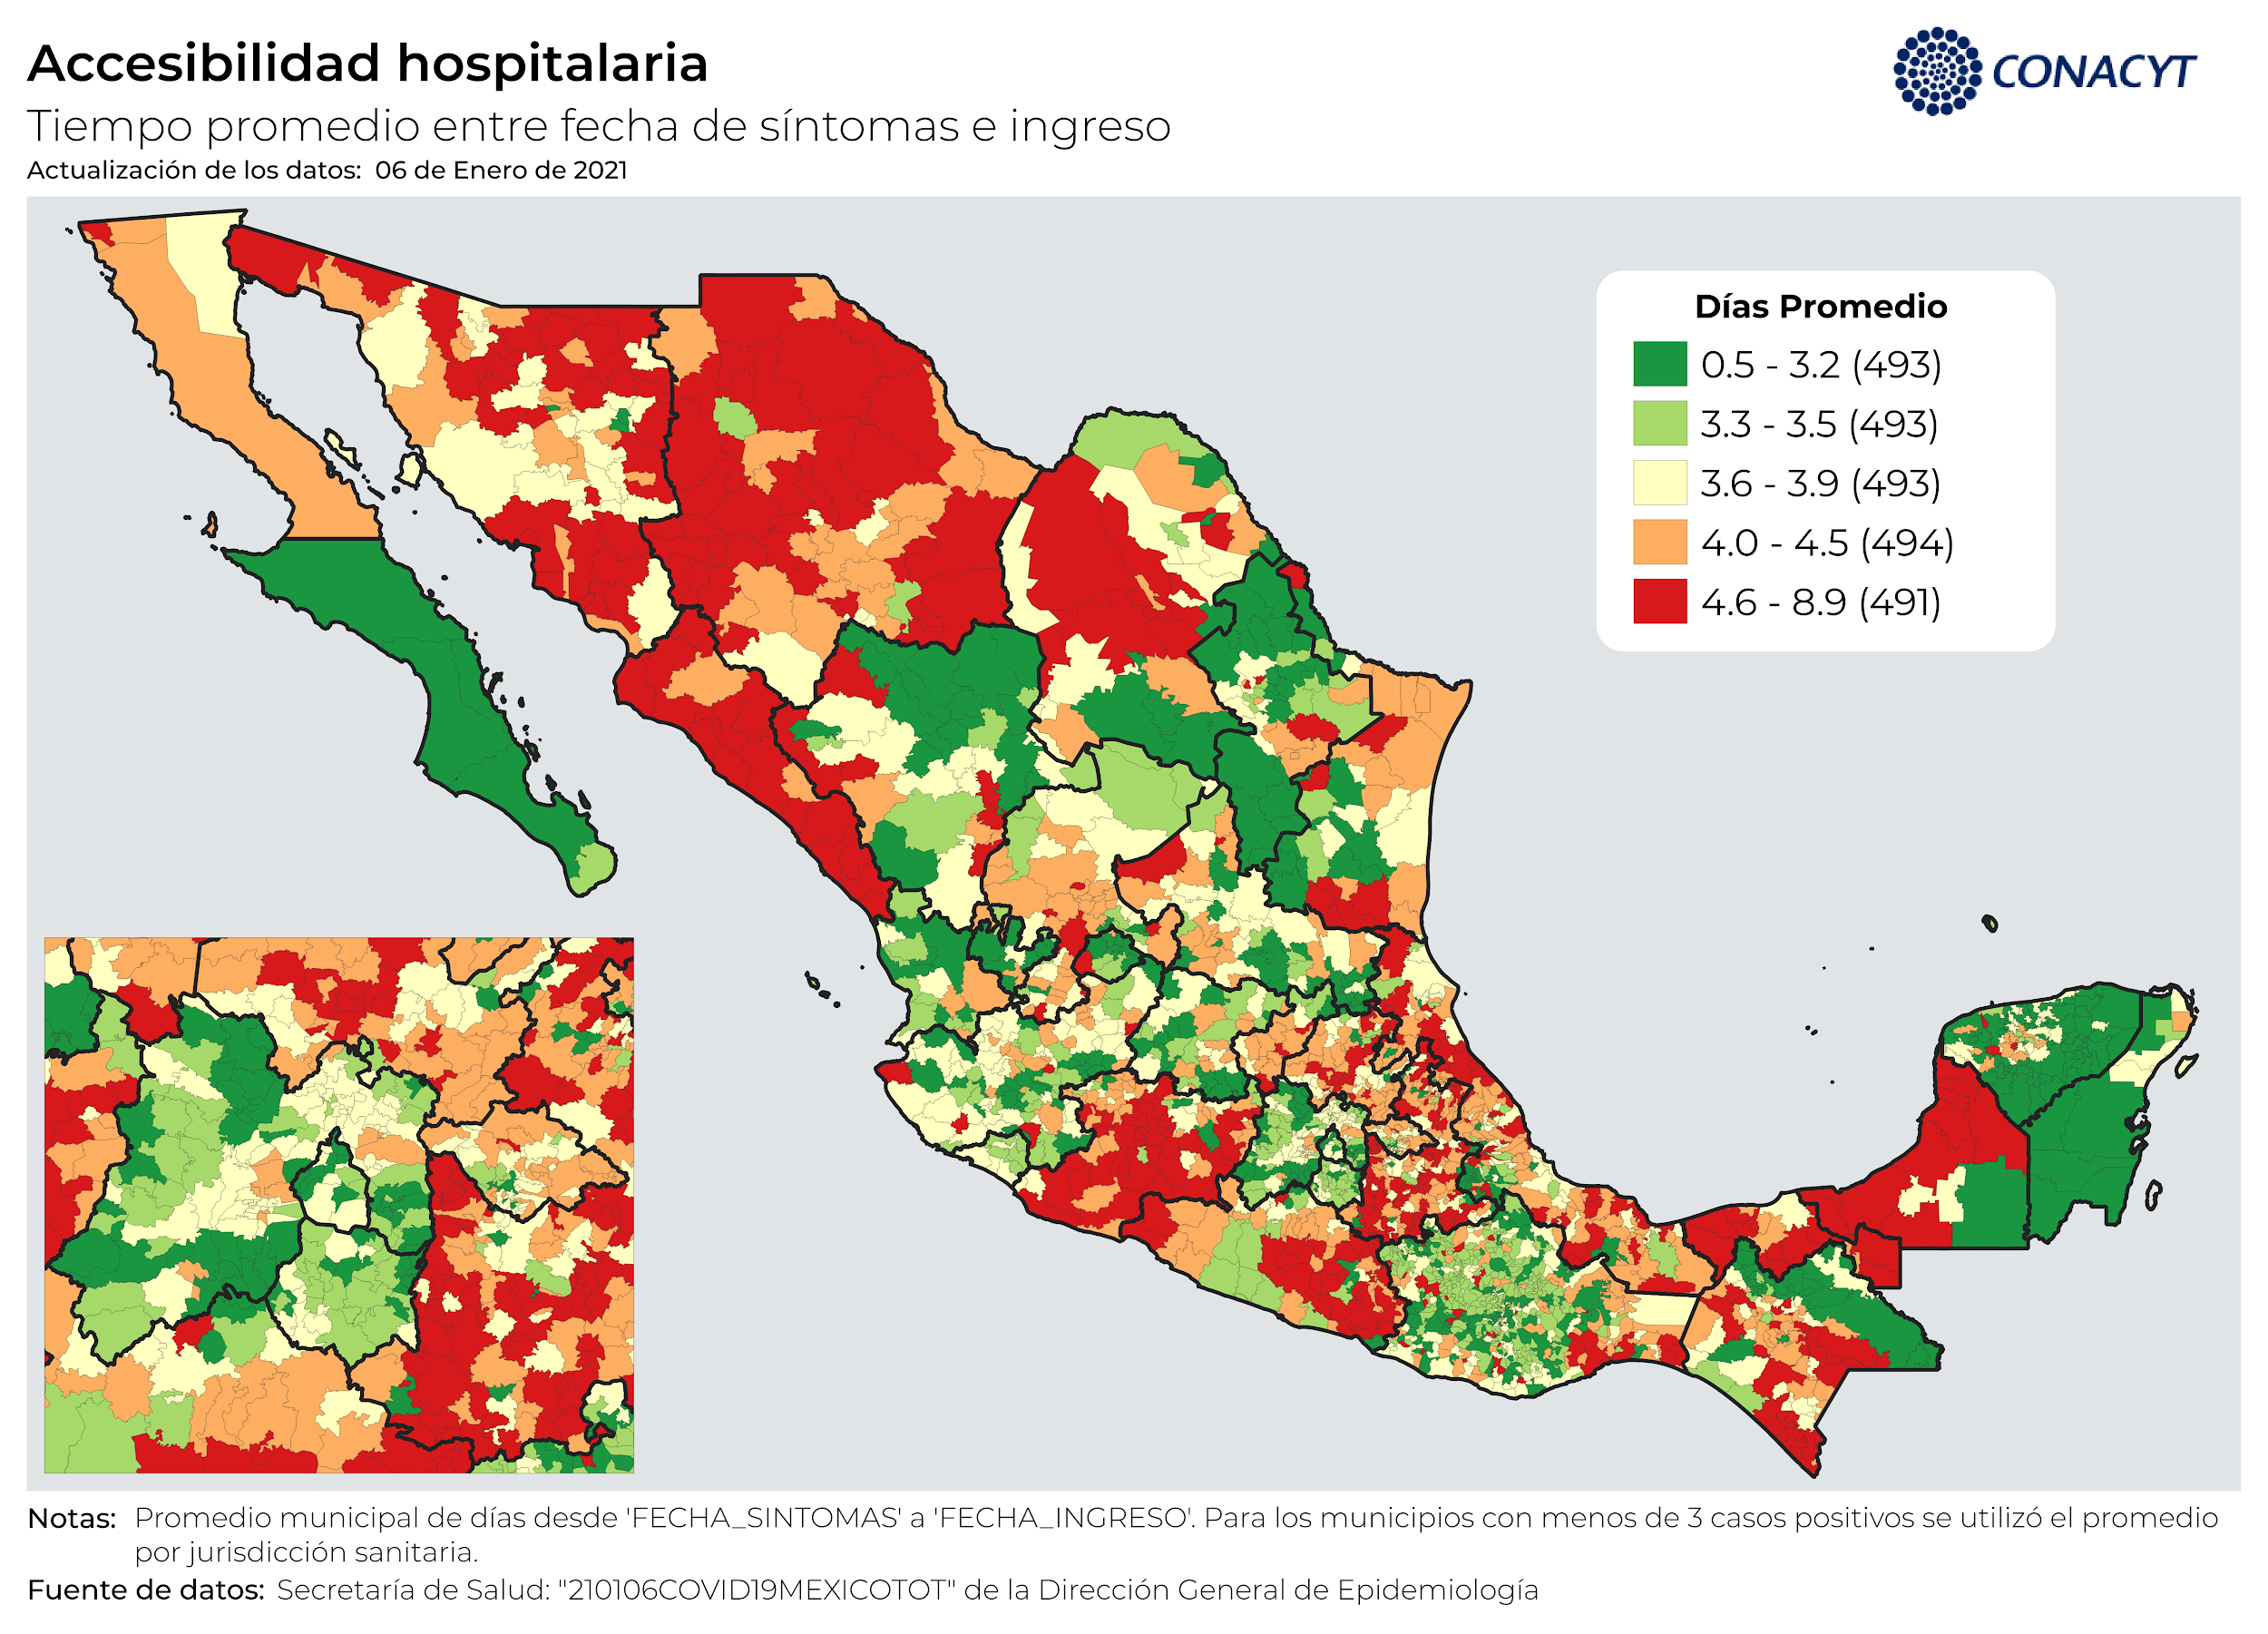 Accesibilidad hospitalaria
CONACYT
Tiempo promedio entre fecha de síntomas e ingreso
Actualización de los datos: 06 de Enero de 2021
Días Promedio
0.5 - 3.2 (493)
3.3 - 3.5 (493)
3.6 - 3.9 (493)
4.0 - 4.5 (494)
4.6 - 8.9 (491)
Notas: Promedio municipal de días desde 'FECHA_SINTOMAS' a 'FECHA_INGRESO'. Para los municipios con menos de 3 casos positivos se utilizó el promedio
por jurisdicción sanitaria.
Fuente de datos: Secretaría de Salud: "210106COVID19MEXICOTOT" de la Dirección General de Epidemiología